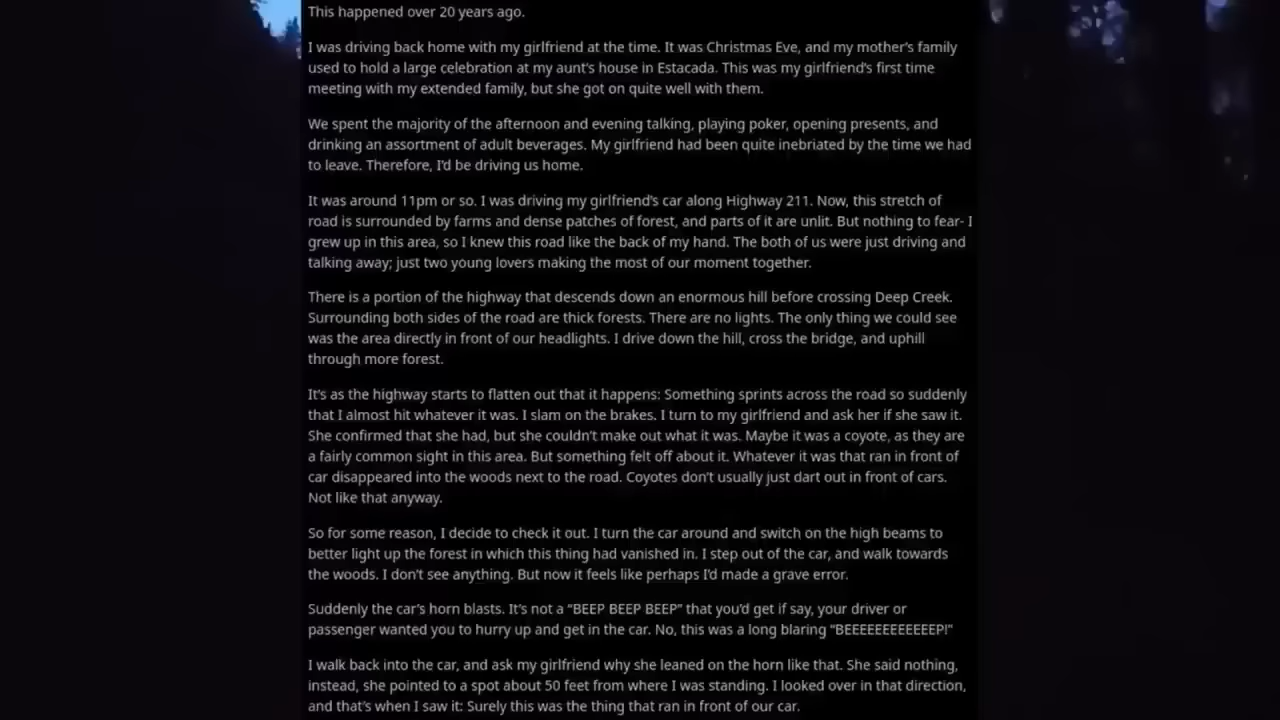 This happened over 20 years ago.
I was driving back home with my girlfriend at the time. It was Christmas Eve, and my mother's family
used to hold a large celebration at my aunt's house in Estacada. This was my girlfriend's first time
meeting with my extended family, but she got on quite well with them.
We spent the majority of the afternoon and evening talking, playing poker, opening presents, and
drinking an assortment of adult beverages. My girlfriend had been quite inebriated by the time we had
to leave. Therefore, I'd be driving us home.
It was around 11pm or so. I was driving my girlfriend's car along Highway 211. Now, this stretch of
road is surrounded by farms and dense patches of forest, and parts of it are unlit. But nothing to fear- I
grew up in this area, so I knew this road like the back of my hand. The both of us were just driving and
talking away; just two young lovers making the most of our moment together.
There is a portion of the highway that descends down an enormous hill before crossing Deep Creek.
Surrounding both sides of the road are thick forests. There are no lights. The only thing we could see
was the area directly in front of our headlights. I drive down the hill, cross the bridge, and uphill
through more forest.
It's as the highway starts to flatten out that it happens: Something sprints across the road so suddenly
that I almost hit whatever it was. I slam on the brakes. I turn to my girlfriend and ask her if she saw it.
She confirmed that she had, but she couldn't make out what it was. Maybe it was a coyote, as they are
a fairly common sight in this area. But something felt off about it. Whatever it was that ran in front of
car disappeared into the woods next to the road. Coyotes don't usually just dart out in front of cars.
Not like that anyway.
So for some reason, I decide to check it out. I turn the car around and switch on the high beams to
better light up the forest in which this thing had vanished in. I step out of the car, and walk towards
the woods. I don't see anything. But now it feels like perhaps I'd made a grave error.
Suddenly the car's horn blasts. It's not a “BEEP BEEP BEEP” that you'd get if say, your driver or
passenger wanted you to hurry up and get in the car. No, this was a long blaring “BEEEEEEEEEEEEP!”
I walk back into the car, and ask my girlfriend why she leaned on the horn like that. She said nothing,
instead, she pointed to a spot about 50 feet from where I was standing. I looked over in that direction,
and that's when I saw it: Surely this was the thing that ran in front of our car.